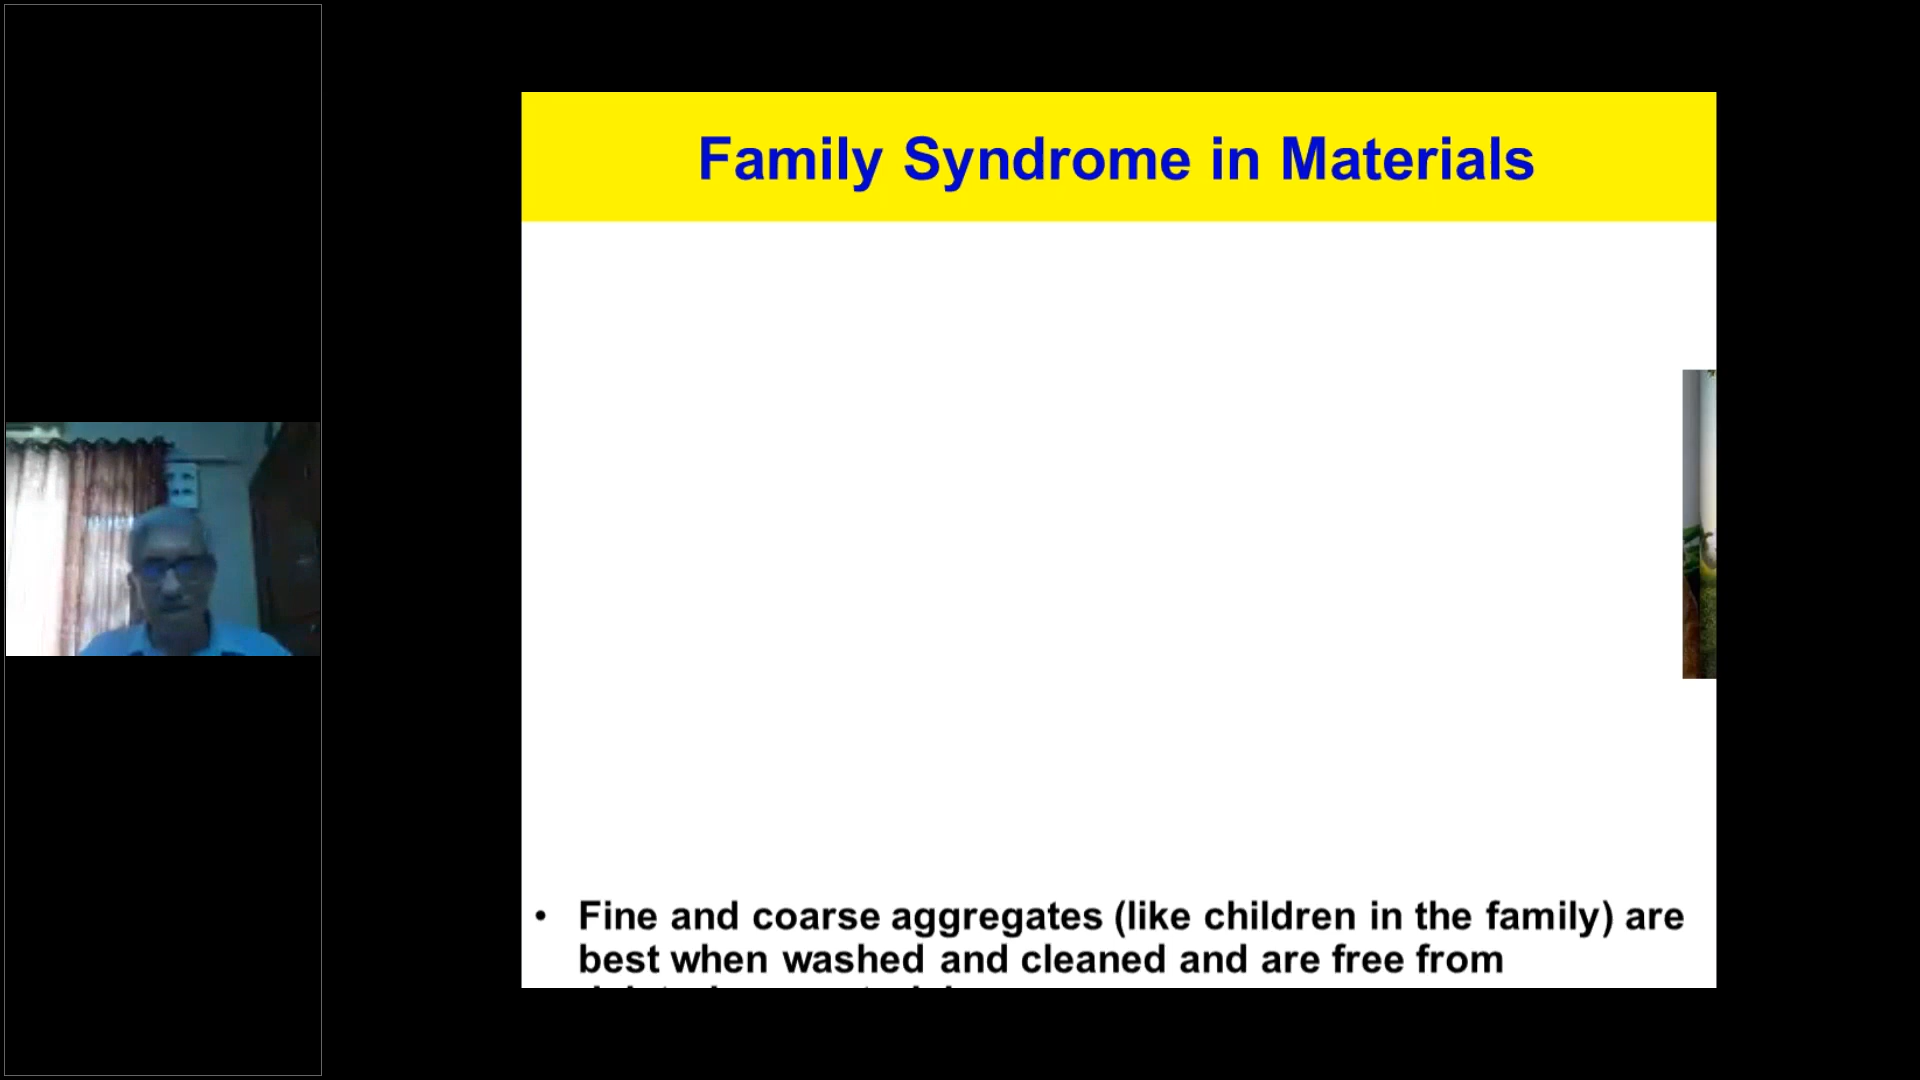 Family Syndrome in Materials
• Fine and coarse aggregates (like children in the family) are
best when washed and cleaned and are free from